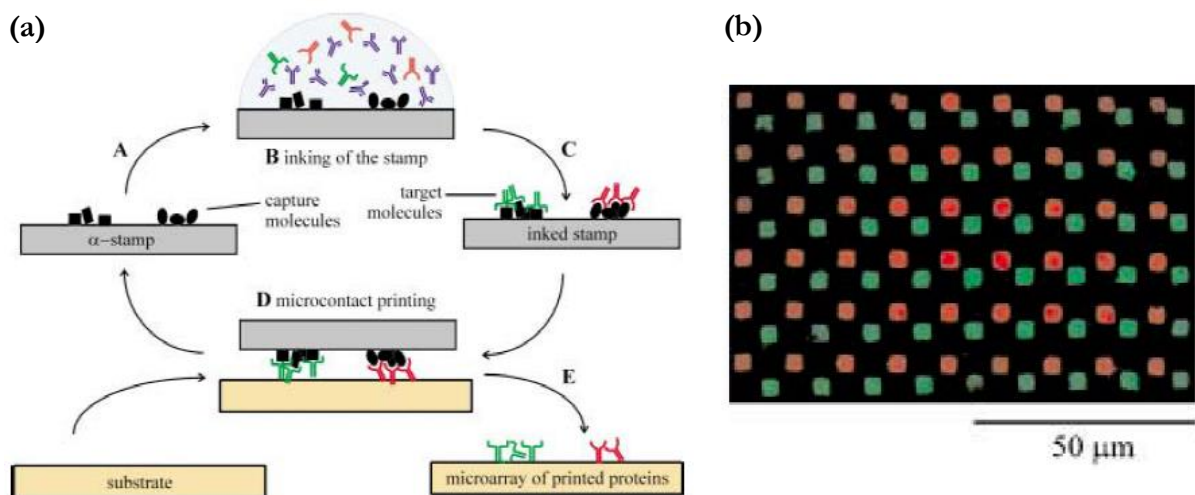 (a)
(b)
A
B inking of the stamp
C
capture
molecules
target
molecules
α-stamp
inked stamp
D microcontact printing
E
substrate
microarray of printed proteins
50 µm